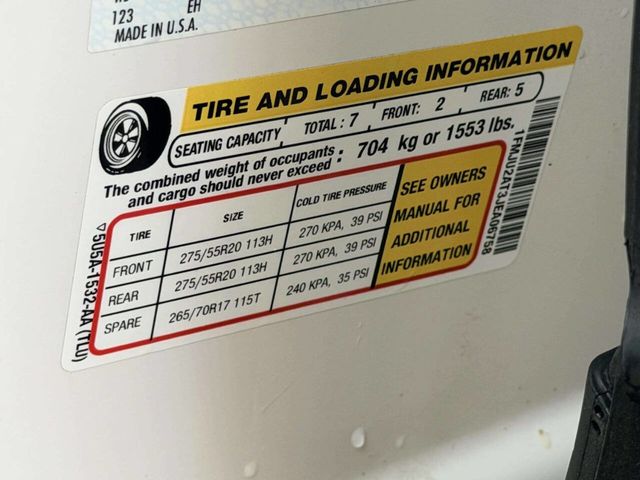 123 EH
MADE IN U.S.A.
TIRE AND LOADING INFORMATION
SEATING CAPACITY TOTAL : 7 FRONT: 2 REAR: 5
The combined weight of occupants and cargo should never exceed : 704 kg or 1553 lbs.
TIRE SIZE COLD TIRE PRESSURE
FRONT 275/55R20 113H 270 KPA, 39 PSI
REAR 275/55R20 113H 270 KPA, 39 PSI
SPARE 265/70R17 115T 240 KPA, 35 PSI
SEE OWNERS
MANUAL FOR
ADDITIONAL
INFORMATION
5U5A-1532-AA (TLU)
1FMJU2AT3JEA06758